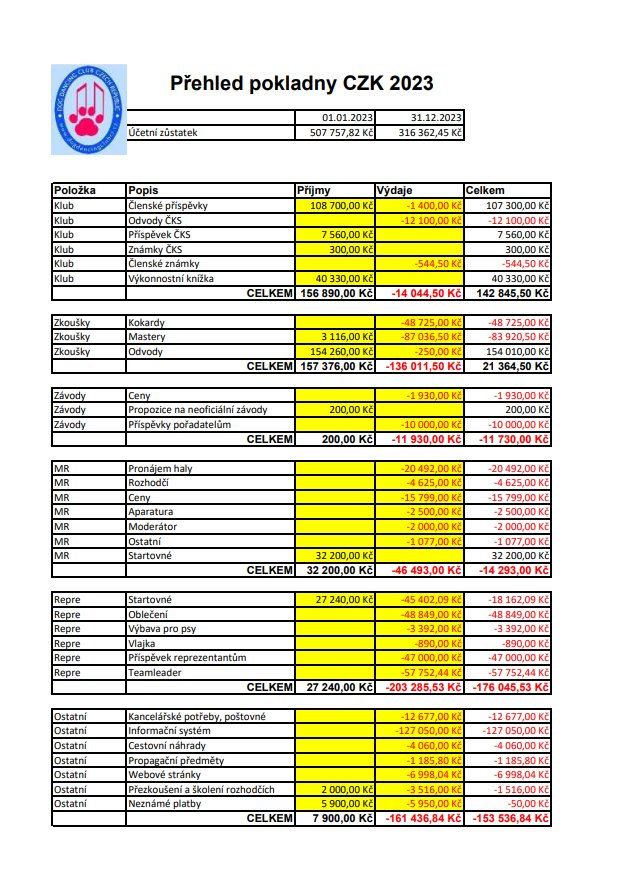 DOG DANCING CLUB CZECH REPUBLIC
www.dogdancingclub.cz
Přehled pokladny CZK 2023
01.01.2023 31.12.2023
Účetní zůstatek 507 757,82 Kč 316 362,45 Kč
Položka Popis Příjmy Výdaje Celkem
Klub Členské příspěvky 108 700,00 Kč -1 400,00 Kč 107 300,00 Kč
Klub Odvody ČKS -12 100,00 Kč -12 100,00 Kč
Klub Příspěvek ČKS 7 560,00 Kč 7 560,00 Kč
Klub Známky ČKS 300,00 Kč 300,00 Kč
Klub Členské známky -544,50 Kč -544,50 Kč
Klub Výkonnostní knížka 40 330,00 Kč 40 330,00 Kč
CELKEM 156 890,00 Kč -14 044,50 Kč 142 845,50 Kč
Zkoušky Kokardy -48 725,00 Kč -48 725,00 Kč
Zkoušky Mastery 3 116,00 Kč -87 036,50 Kč -83 920,50 Kč
Zkoušky Odvody 154 260,00 Kč -250,00 Kč 154 010,00 Kč
CELKEM 157 376,00 Kč -136 011,50 Kč 21 364,50 Kč
Závody Ceny -1 930,00 Kč -1 930,00 Kč
Závody Propozice na neoficiální závody 200,00 Kč 200,00 Kč
Závody Příspěvky pořadatelům -10 000,00 Kč -10 000,00 Kč
CELKEM 200,00 Kč -11 930,00 Kč -11 730,00 Kč
MR Pronájem haly -20 492,00 Kč -20 492,00 Kč
MR Rozhodčí -4 625,00 Kč -4 625,00 Kč
MR Ceny -15 799,00 Kč -15 799,00 Kč
MR Aparatura -2 500,00 Kč -2 500,00 Kč
MR Moderátor -2 000,00 Kč -2 000,00 Kč
MR Ostatní -1 077,00 Kč -1 077,00 Kč
MR Startovné 32 200,00 Kč 32 200,00 Kč
CELKEM 32 200,00 Kč -46 493,00 Kč -14 293,00 Kč
Repre Startovné 27 240,00 Kč -45 402,09 Kč -18 162,09 Kč
Repre Oblečení -48 849,00 Kč -48 849,00 Kč
Repre Výbava pro psy -3 392,00 Kč -3 392,00 Kč
Repre Vlajka -890,00 Kč -890,00 Kč
Repre Příspěvek reprezentantům -47 000,00 Kč -47 000,00 Kč
Repre Teamleader -57 752,44 Kč -57 752,44 Kč
CELKEM 27 240,00 Kč -203 285,53 Kč -176 045,53 Kč
Ostatní Kancelářské potřeby, poštovné -12 677,00 Kč -12 677,00 Kč
Ostatní Informační systém -127 050,00 Kč -127 050,00 Kč
Ostatní Cestovní náhrady -4 060,00 Kč -4 060,00 Kč
Ostatní Propagační předměty -1 185,80 Kč -1 185,80 Kč
Ostatní Webové stránky -6 998,04 Kč -6 998,04 Kč
Ostatní Přezkoušení a školení rozhodčích 2 000,00 Kč -3 516,00 Kč -1 516,00 Kč
Ostatní Neznámé platby 5 900,00 Kč -5 950,00 Kč -50,00 Kč
CELKEM 7 900,00 Kč -161 436,84 Kč -153 536,84 Kč